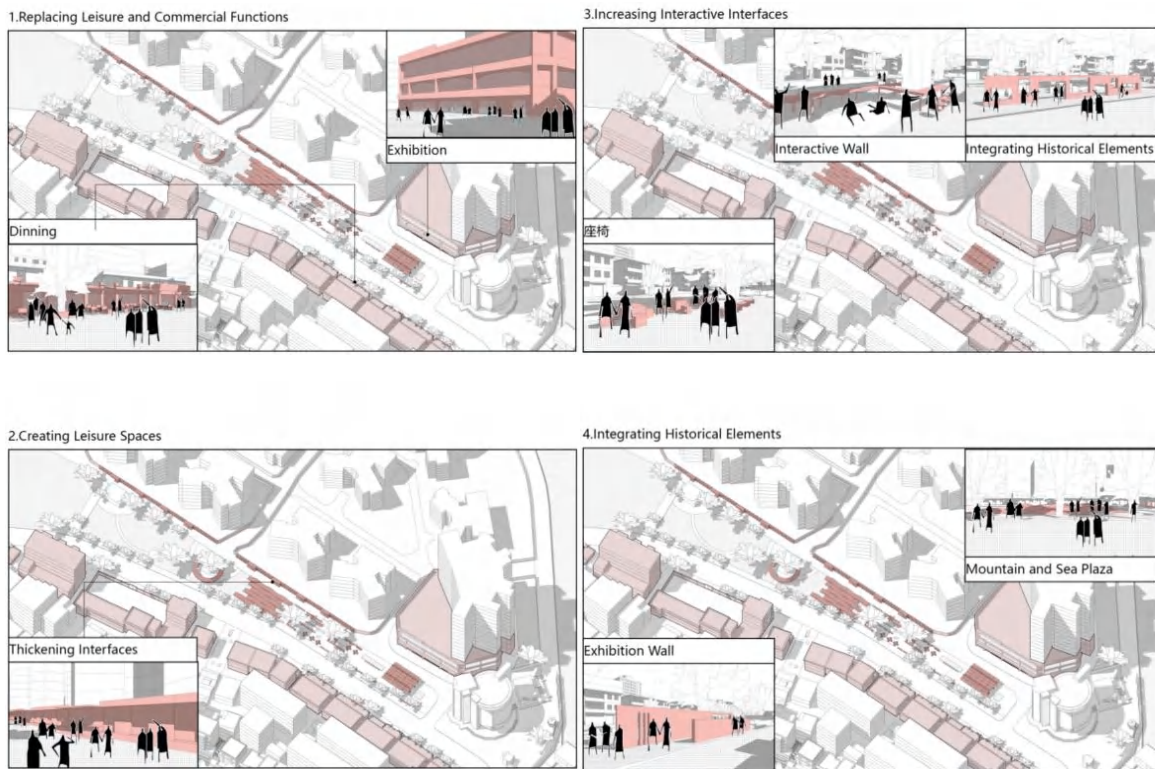 1.Replacing Leisure and Commercial Functions
Exhibition
Dinning
3.Increasing Interactive Interfaces
Interactive Wall
Integrating Historical Elements
座椅
2.Creating Leisure Spaces
Thickening Interfaces
4.Integrating Historical Elements
Mountain and Sea Plaza
Exhibition Wall